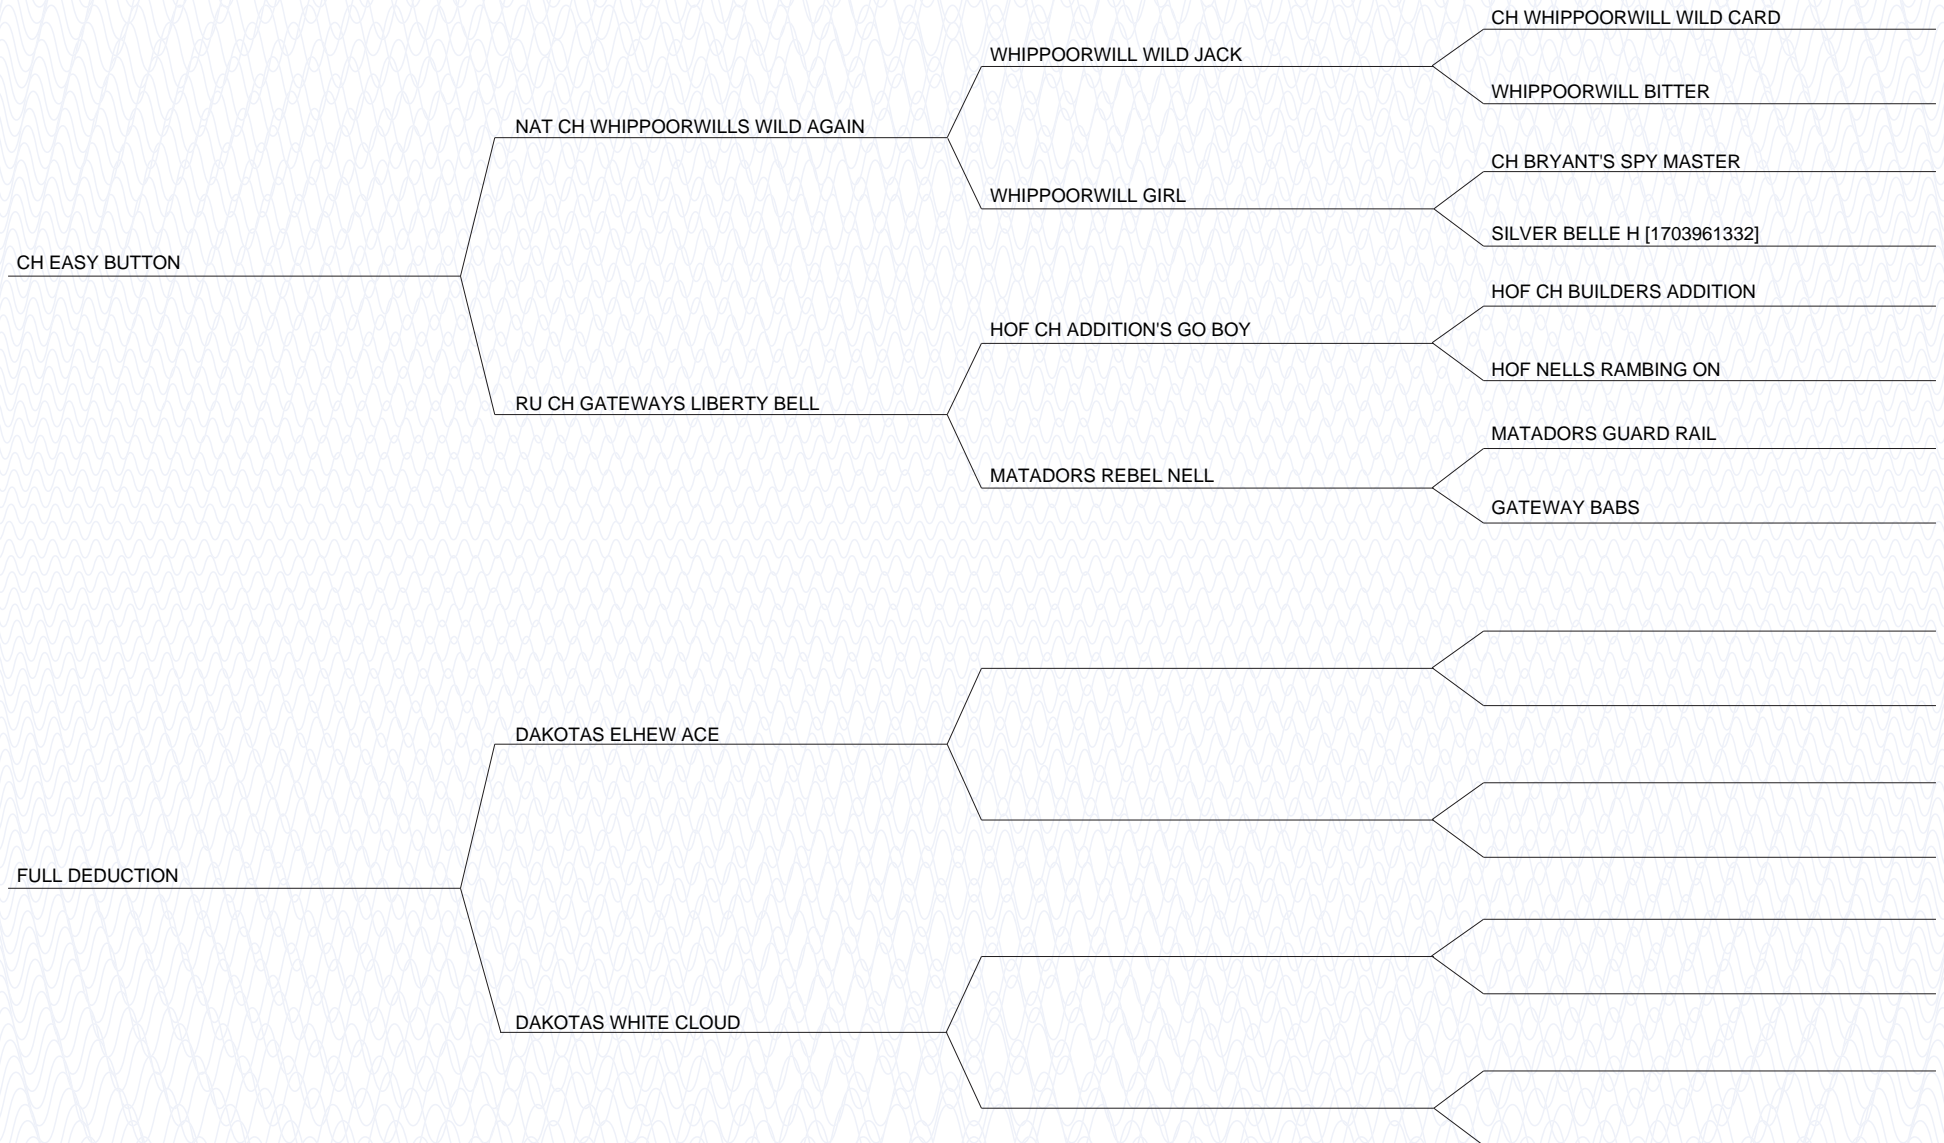 CH WHIPPOORWILL WILD CARD
WHIPPOORWILL WILD JACK
WHIPPOORWILL BITTER
NAT CH WHIPPOORWILLS WILD AGAIN
CH BRYANT'S SPY MASTER
WHIPPOORWILL GIRL
SILVER BELLE H [1703961332]
CH EASY BUTTON
HOF CH BUILDERS ADDITION
HOF CH ADDITION'S GO BOY
HOF NELLS RAMBING ON
RU CH GATEWAYS LIBERTY BELL
MATADORS GUARD RAIL
MATADORS REBEL NELL
GATEWAY BABS
DAKOTAS ELHEW ACE
FULL DEDUCTION
DAKOTAS WHITE CLOUD